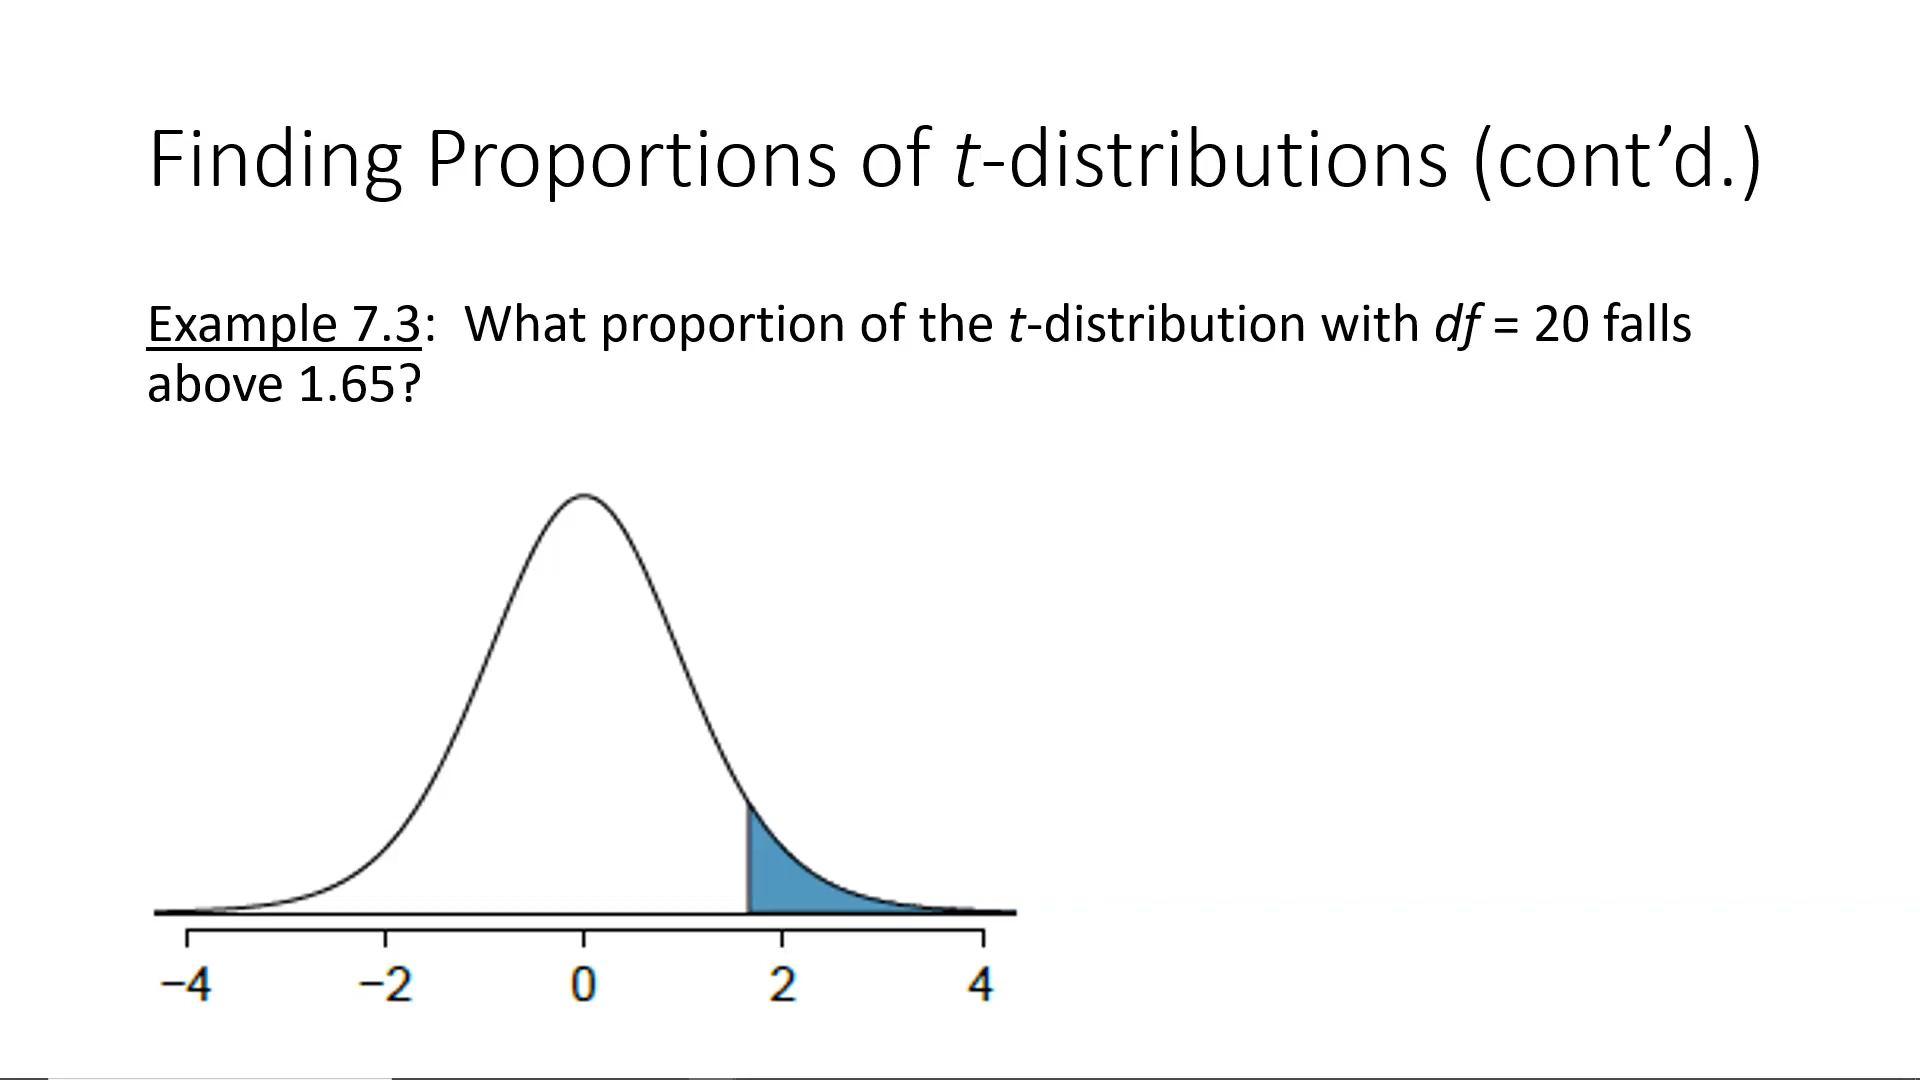 Finding Proportions of t-distributions (cont’d.)
Example 7.3:  What proportion of the t-distribution with df = 20 falls
above 1.65?
−4 −2 0 2 4